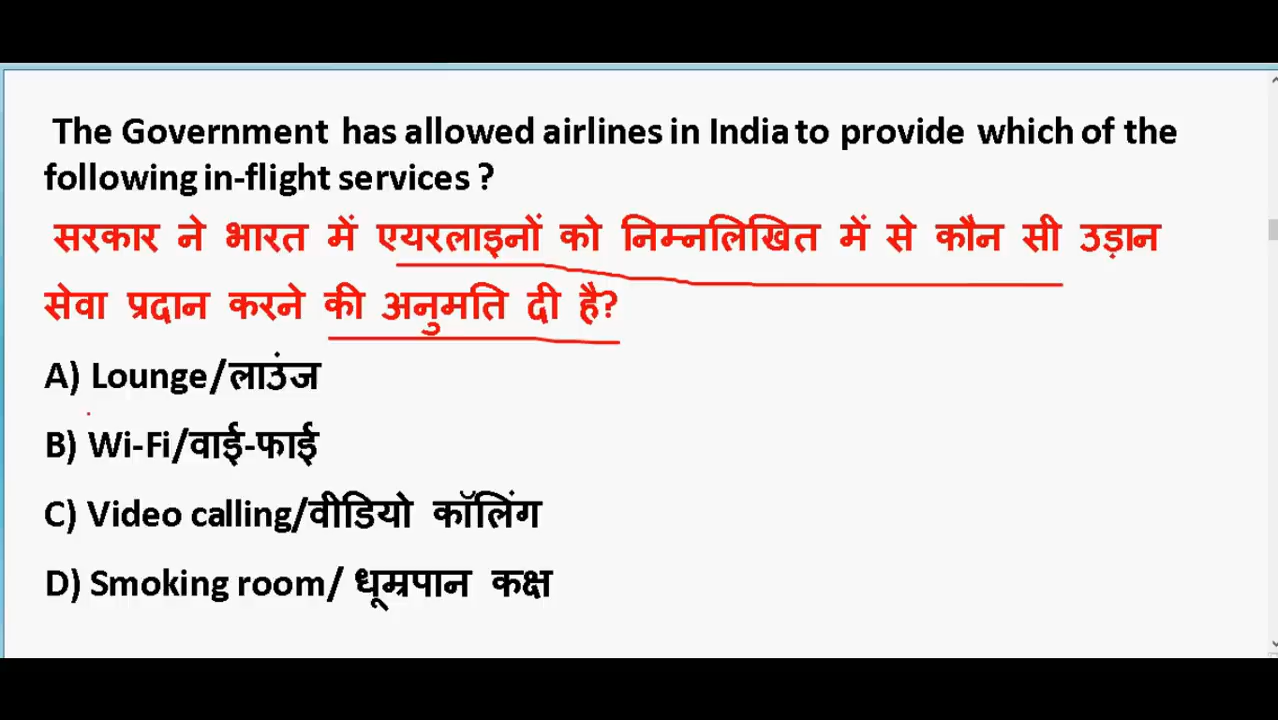 The Government has allowed airlines in India to provide which of the
following in-flight services ?
सरकार ने भारत में एयरलाइनों को निम्नलिखित में से कौन सी उड़ान
सेवा प्रदान करने की अनुमति दी है?
A) Lounge/लाउंज
B) Wi-Fi/वाई-फाई
C) Video calling/वीडियो कॉलिंग
D) Smoking room/ धूम्रपान कक्ष